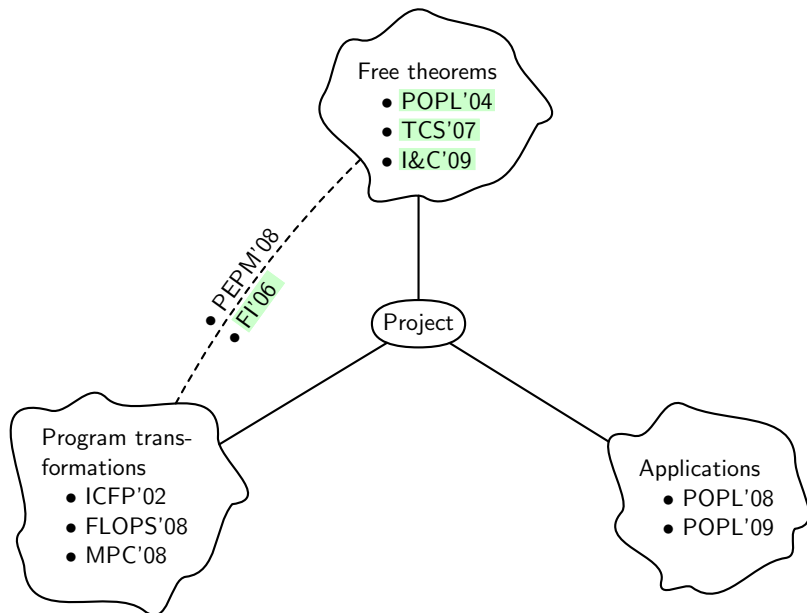 Free theorems
• POPL'04
• TCS'07
• I&C'09
• PEPM'08
• FI'06
Project
Program trans-
formations
• ICFP'02
• FLOPS'08
• MPC'08
Applications
• POPL'08
• POPL'09